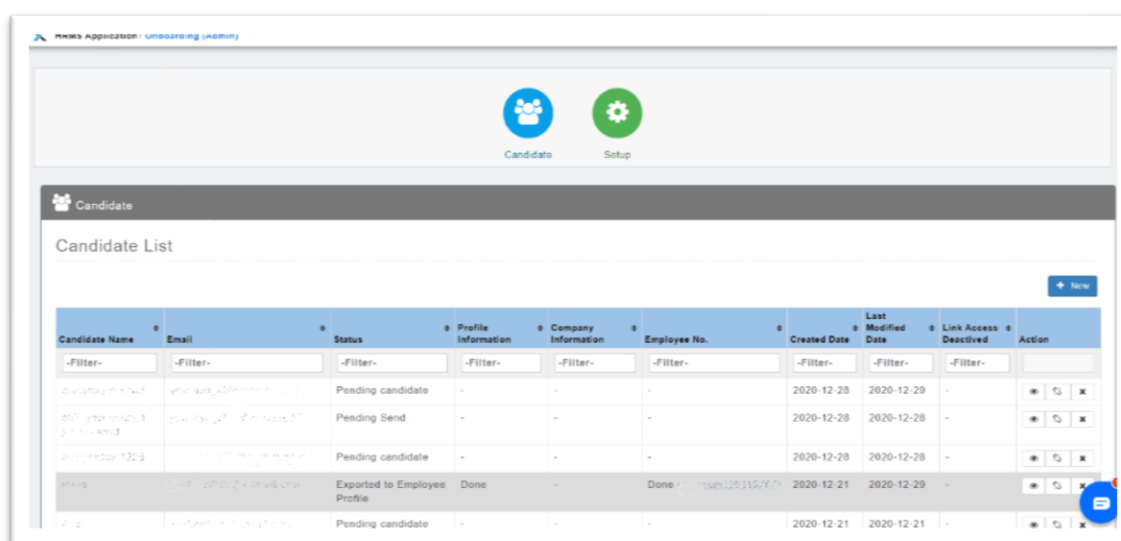 HRMS Application / Onboarding (Admin)
Candidate
Setup
Candidate
Candidate List
+ New
Candidate Name Email Status Profile Information Company Information Employee No. Created Date Last Modified Date Link Access Deactived Action
-Filter- -Filter- -Filter- -Filter- -Filter- -Filter- -Filter- -Filter- -Filter-
Pending candidate - - - 2020-12-28 2020-12-29 -
Pending Send - - - 2020-12-28 2020-12-28 -
Pending candidate - - - 2020-12-28 2020-12-28 -
Exported to Employee Profile Done - Done 2020-12-21 2020-12-29 -
Pending candidate - - - 2020-12-21 2020-12-21 -